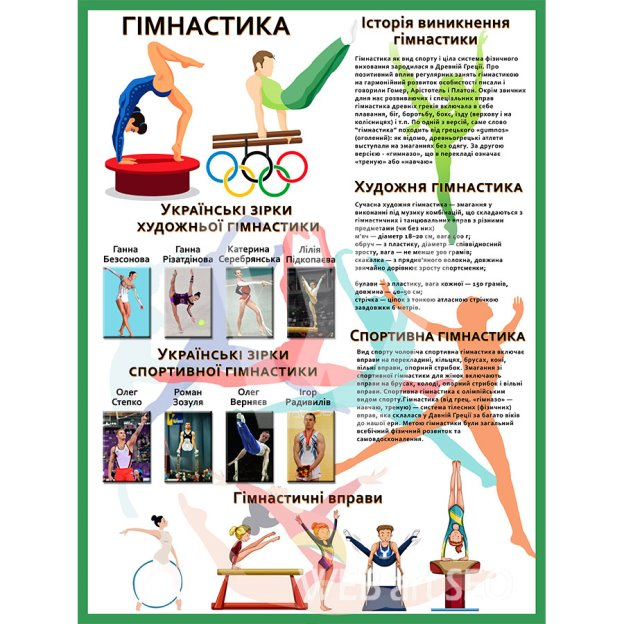 ГІМНАСТИКА
Історія виникнення
гімнастики
Гімнастика як вид спорту і ціла система фізичного
виховання зародилася в Древній Греції. Про
позитивний вплив регулярних занять гімнастикою
на гармонійний розвиток особистості писали і
говорили Гомер, Арістотель і Платон. Окрім звичних
для нас розвиваючих і спеціальних вправ
гімнастика древніх греків включала в себе
плавання, біг, боротьбу, бокс, їзду (верхову і на
колісницях) і т.п. По одній з версій, саме слово
"гімнастика" походить від грецького «gumnos»
(оголений): як відомо, древньогрецькі атлети
виступали на змаганнях без одягу. За другою
версією - «гимназо», що в перекладі означає
«треную» або «навчаю»
Художня гімнастика
Сучасна художня гімнастика — змагання у
виконанні під музику комбінацій, що складаються з
гімнастичних і танцювальних вправ з різними
предметами (чи без них)
м'яч — діаметр 18–20 см, вага 400 г;
обруч — з пластику, діаметр — співвідносний
зросту, вага — не менше 300 грамів;
скакалка — з прядив'яного волокна, довжина
звичайно дорівнює зросту спортсменки;
булави — з пластику, вага кожної — 150 грамів,
довжина — 40–50 см;
стрічка — ціпок з тонкою атласною стрічкою
завдовжки 6 метрів.
Українські зірки
художньої гімнастики
Ганна
Безсонова
Ганна
Різатдінова
Катерина
Серебрянська
Лілія
Підкопаєва
Українські зірки
спортивної гімнастики
Олег
Степко
Роман
Зозуля
Олег
Верняєв
Ігор
Радивилів
Спортивна гімнастика
Вид спорту чоловіча спортивна гімнастика включає
вправи на перекладині, кільцях, брусах, коні,
вільні вправи, опорний стрибок. Змагання зі
спортивної гімнастики для жінок включають
вправи на брусах, колоді, опорний стрибок і вільні
вправи. Спортивна гімнастика є олімпійським
видом спорту.Гімнастика (від грец. «гімназо» —
навчаю, треную) — система тілесних (фізичних)
вправ, яка склалася у Давній Греції за багато віків
до нашої ери. Метою гімнастики були загальний
всебічний фізичний розвиток та
самовдосконалення.
Гімнастичні вправи